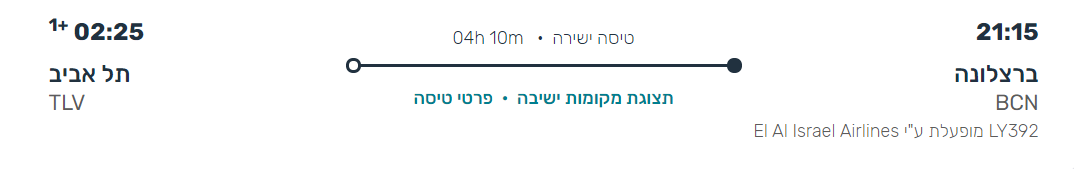 21:15
ברצלונה
BCN
LY392 מופעלת ע"י El Al Israel Airlines
טיסה ישירה • 04h 10m
תצוגת מקומות ישיבה • פרטי טיסה
02:25 +1
תל אביב
TLV